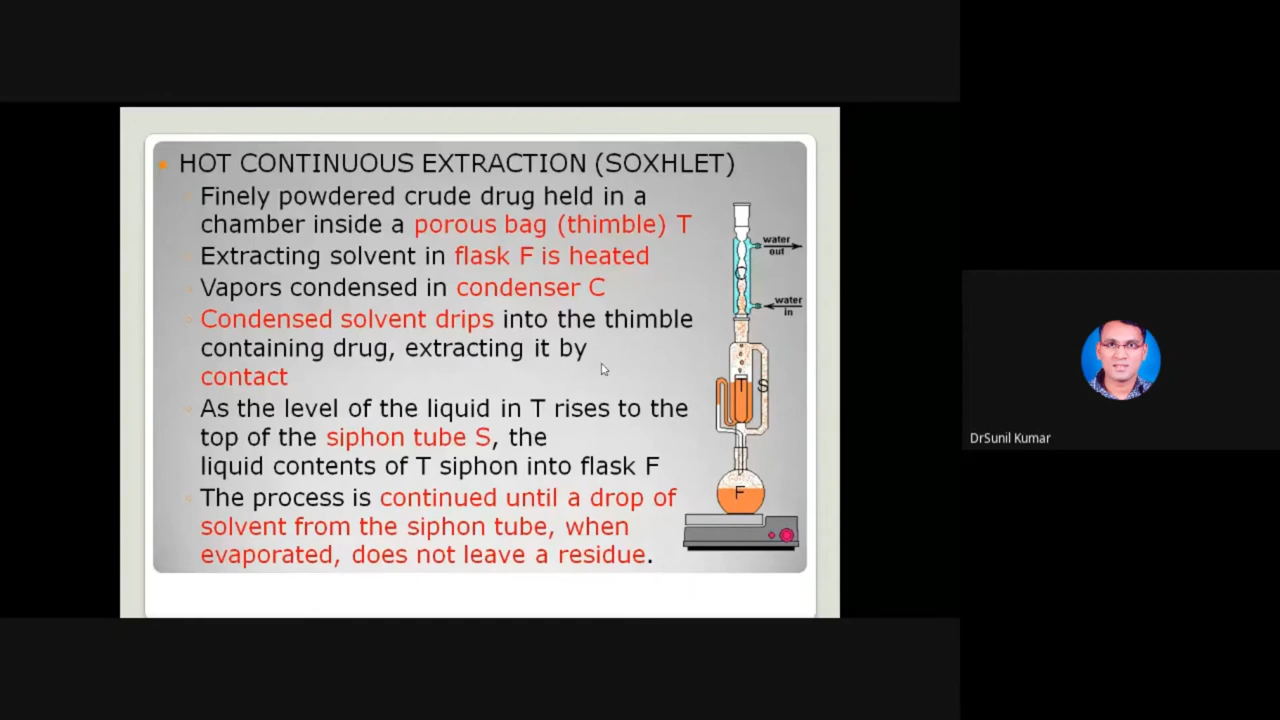 HOT CONTINUOUS EXTRACTION (SOXHLET)
Finely powdered crude drug held in a
chamber inside a porous bag (thimble) T
Extracting solvent in flask F is heated
Vapors condensed in condenser C
Condensed solvent drips into the thimble
containing drug, extracting it by
contact
As the level of the liquid in T rises to the
top of the siphon tube S, the
liquid contents of T siphon into flask F
The process is continued until a drop of
solvent from the siphon tube, when
evaporated, does not leave a residue.
water
out
C
water
in
T S
F
DrSunil Kumar